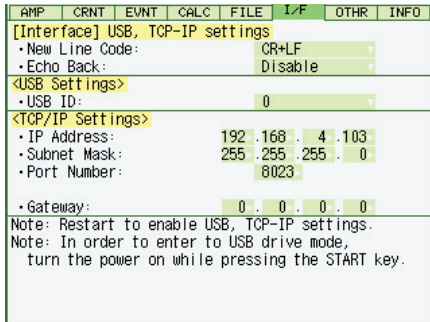 AMP CRNT EVNT CALC FILE I/F OTHR INFO
[Interface] USB, TCP-IP settings
・New Line Code: CR+LF
・Echo Back: Disable
<USB Settings>
・USB ID: 0
<TCP/IP Settings>
・IP Address: 192 . 168 . 4 . 103
・Subnet Mask: 255 . 255 . 255 . 0
・Port Number: 8023
・Gateway: 0 . 0 . 0 . 0
Note: Restart to enable USB, TCP-IP settings.
Note: In order to enter to USB drive mode,
turn the power on while pressing the START key.